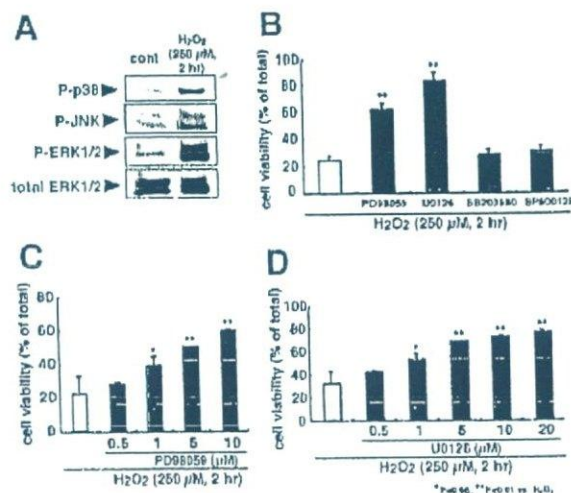 A
cont
H₂O₂
(250 µM,
2 hr)
P-p38
P-JNK
P-ERK1/2
total ERK1/2
B
cell viability (% of total)
100
80
60
40
20
0
**
**
PD98059
U0126
SB203580
SP600125
H₂O₂ (250 µM, 2 hr)
C
cell viability (% of total)
80
60
40
20
0
*
**
**
0.5
1
5
10
PD98059 (µM)
H₂O₂ (250 µM, 2 hr)
D
cell viability (% of total)
100
80
60
40
20
0
*
**
**
**
0.5
1
5
10
20
U0126 (µM)
H₂O₂ (250 µM, 2 hr)
vs H₂O₂